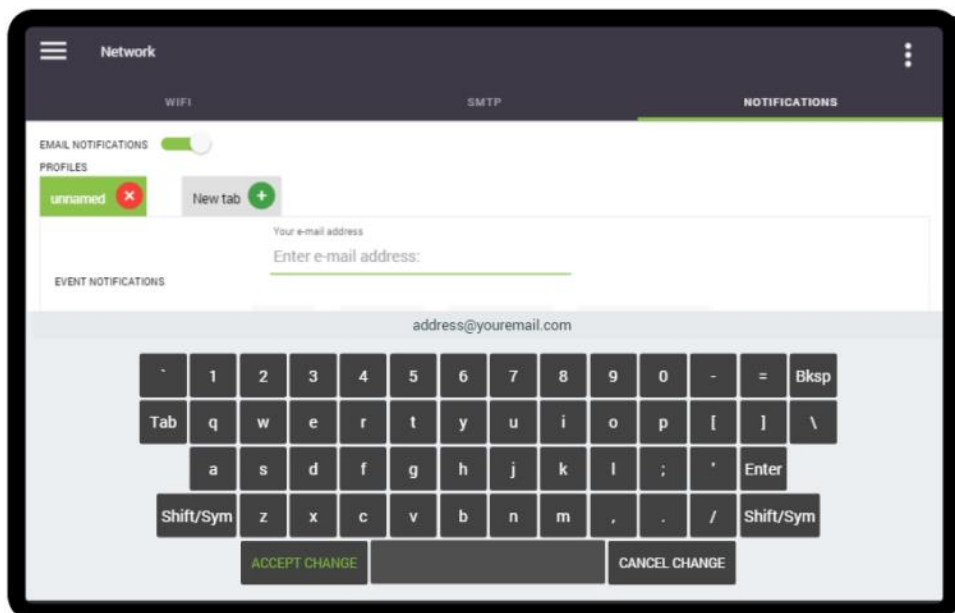 Network
WIFI SMTP NOTIFICATIONS
EMAIL NOTIFICATIONS
PROFILES
unnamed New tab
Your e-mail address
Enter e-mail address:
EVENT NOTIFICATIONS
address@youremail.com
` 1 2 3 4 5 6 7 8 9 0 - = Bksp
Tab q w e r t y u i o p [ ] \
a s d f g h j k l ; ' Enter
Shift/Sym z x c v b n m , . / Shift/Sym
ACCEPT CHANGE CANCEL CHANGE